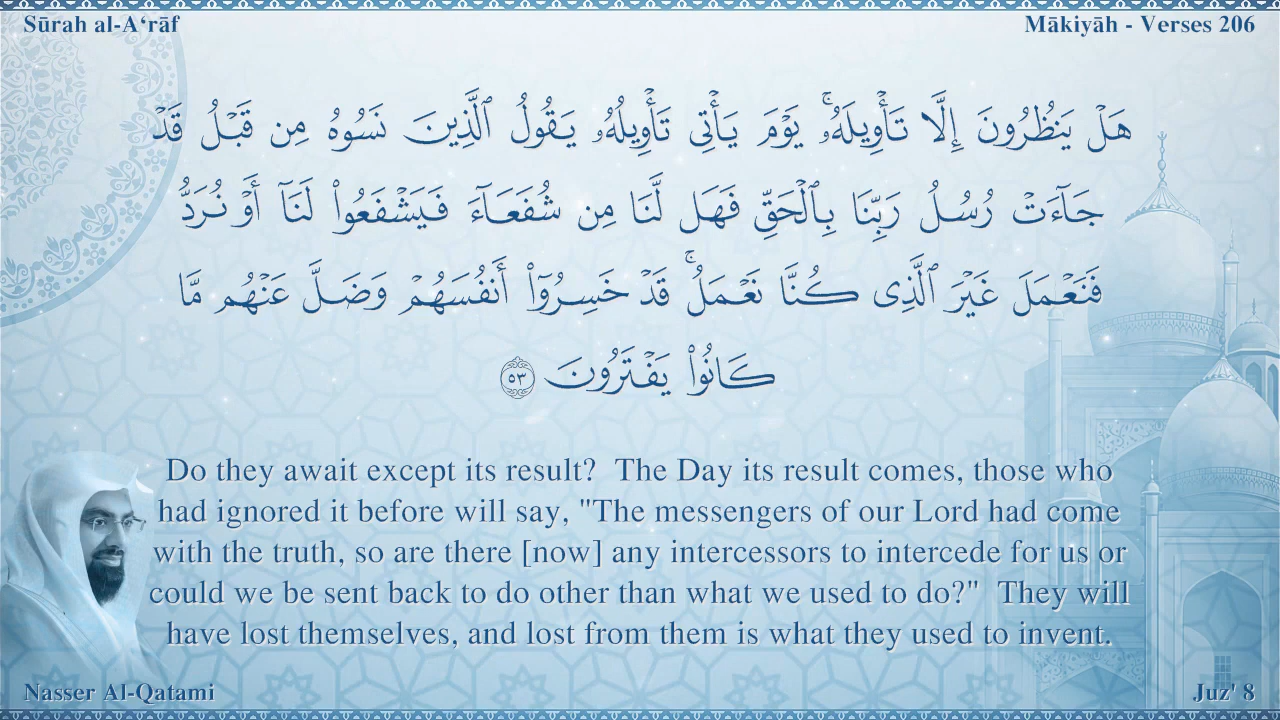 Sūrah al-A‘rāf
Mākiyāh - Verses 206
هَلْ يَنظُرُونَ إِلَّا تَأْوِيلَهُۥۚ يَوْمَ يَأْتِى تَأْوِيلُهُۥ يَقُولُ ٱلَّذِينَ نَسُوهُ مِن قَبْلُ قَدْ
جَآءَتْ رُسُلُ رَبِّنَا بِٱلْحَقِّ فَهَل لَّنَا مِن شُفَعَآءَ فَيَشْفَعُوا۟ لَنَآ أَوْ نُرَدُّ
فَنَعْمَلَ غَيْرَ ٱلَّذِى كُنَّا نَعْمَلُۚ قَدْ خَسِرُوٓا۟ أَنفُسَهُمْ وَضَلَّ عَنْهُم مَّا
كَانُوا۟ يَفْتَرُونَ ٥٣
Do they await except its result? The Day its result comes, those who
had ignored it before will say, "The messengers of our Lord had come
with the truth, so are there [now] any intercessors to intercede for us or
could we be sent back to do other than what we used to do?" They will
have lost themselves, and lost from them is what they used to invent.
Nasser Al-Qatami
Juz' 8